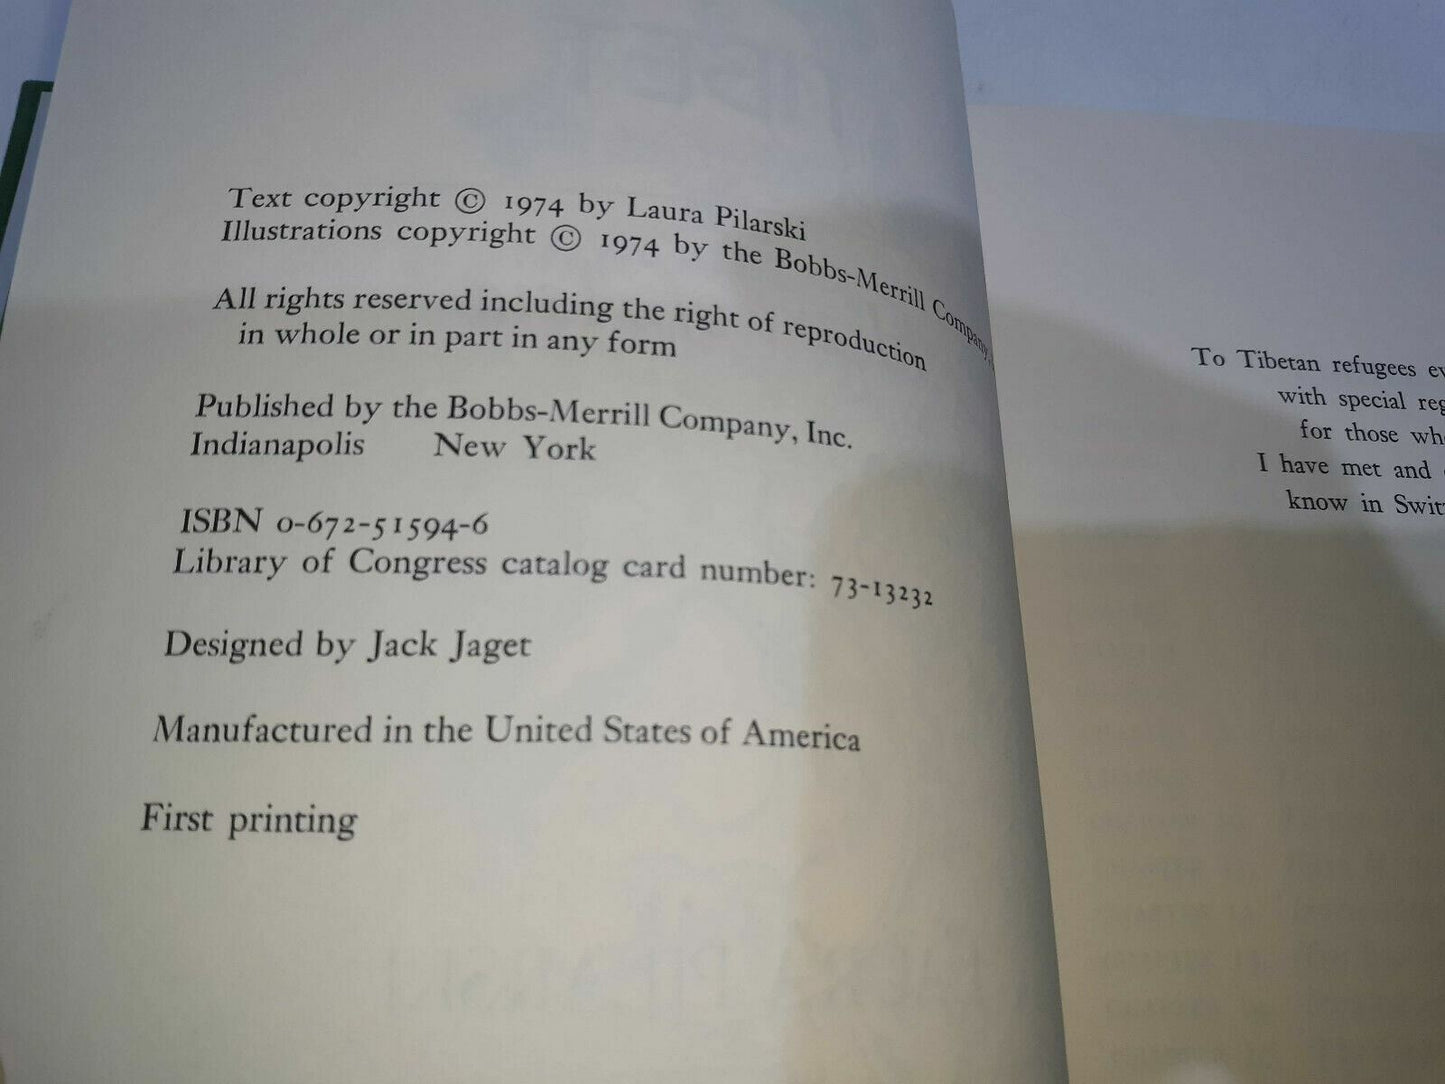 Text copyright © 1974 by Laura Pilarski
Illustrations copyright © 1974 by the Bobbs-Merrill Company,
All rights reserved including the right of reproduction
in whole or in part in any form
Published by the Bobbs-Merrill Company, Inc.
Indianapolis New York
ISBN 0-672-51594-6
Library of Congress catalog card number: 73-13232
Designed by Jack Jaget
Manufactured in the United States of America
First printing
To Tibetan refugees
with special
for those
I have met and
know in